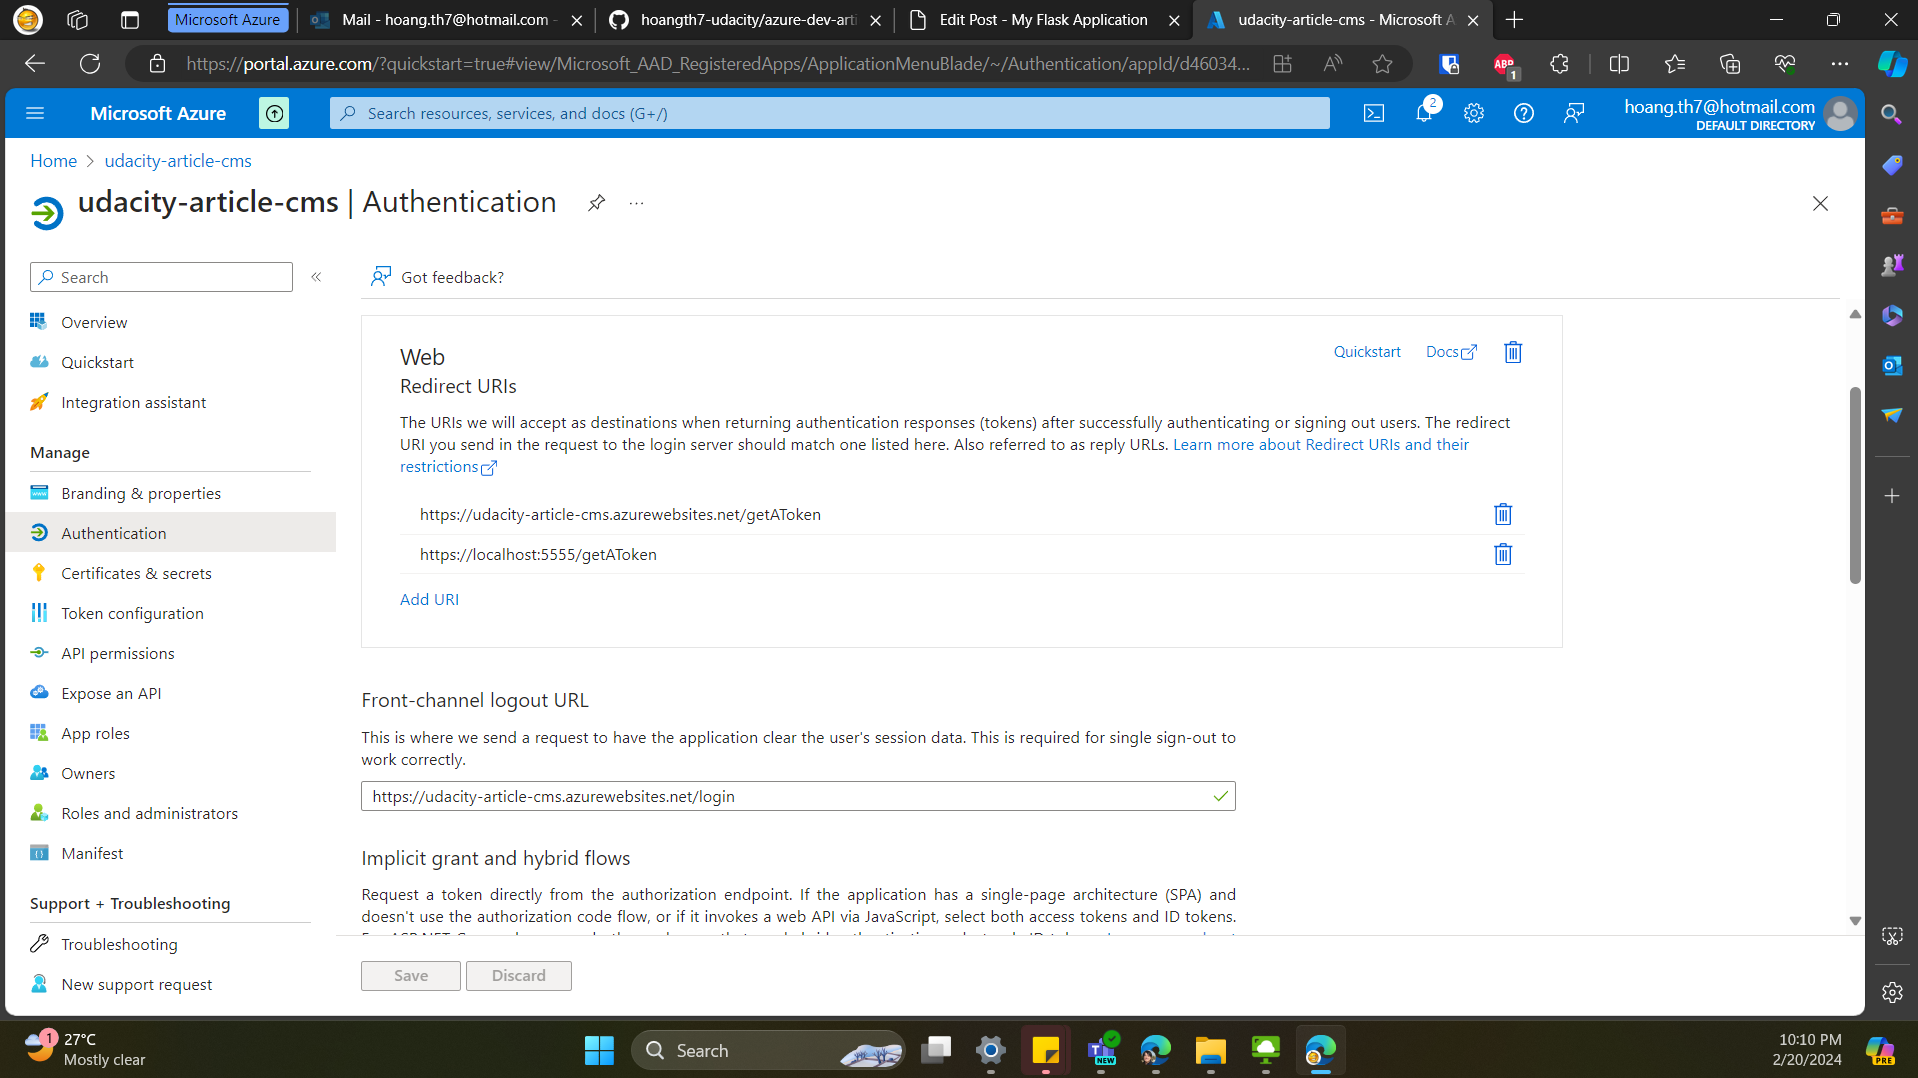 Microsoft Azure
Mail - hoang.th7@hotmail.com -
hoangth7-udacity/azure-dev-arti
Edit Post - My Flask Application
udacity-article-cms - Microsoft A
https://portal.azure.com/?quickstart=true#view/Microsoft_AAD_RegisteredApps/ApplicationMenuBlade/~/Authentication/appId/d46034...
ABP
1
Microsoft Azure
Search resources, services, and docs (G+/)
2
hoang.th7@hotmail.com
DEFAULT DIRECTORY
Home > udacity-article-cms
udacity-article-cms | Authentication
...
Search
«
Got feedback?
Overview
Quickstart
Integration assistant
Manage
Branding & properties
Authentication
Certificates & secrets
Token configuration
API permissions
Expose an API
App roles
Owners
Roles and administrators
Manifest
Support + Troubleshooting
Troubleshooting
New support request
Web
Quickstart
Docs
Redirect URIs
The URIs we will accept as destinations when returning authentication responses (tokens) after successfully authenticating or signing out users. The redirect
URI you send in the request to the login server should match one listed here. Also referred to as reply URLs. Learn more about Redirect URIs and their
restrictions
https://udacity-article-cms.azurewebsites.net/getAToken
https://localhost:5555/getAToken
Add URI
Front-channel logout URL
This is where we send a request to have the application clear the user's session data. This is required for single sign-out to
work correctly.
https://udacity-article-cms.azurewebsites.net/login
Implicit grant and hybrid flows
Request a token directly from the authorization endpoint. If the application has a single-page architecture (SPA) and
doesn't use the authorization code flow, or if it invokes a web API via JavaScript, select both access tokens and ID tokens.
Save
Discard
1
27°C
Mostly clear
Search
NEW
10:10 PM
2/20/2024
PRE